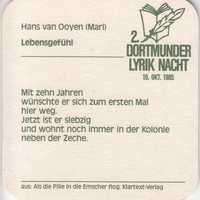 Hans van Ooyen (Marl)
Lebensgefühl
2.
DORTMUNDER
LYRIK NACHT
19. OKT. 1985
Mit zehn Jahren
wünschte er sich zum ersten Mal
hier weg.
Jetzt ist er siebzig
und wohnt noch immer in der Kolonie
neben der Zeche.
aus: Als die Pille in die Emscher flog. Klartext-Verlag